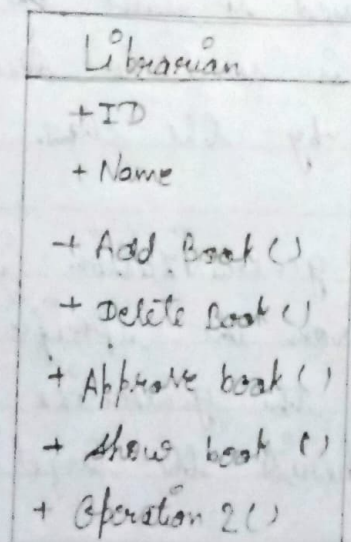 Librarian
+ ID
+ Name
+ Add Book ()
+ Delete Book ()
+ Approve book ()
+ Show book ()
+ Operation 2 ()